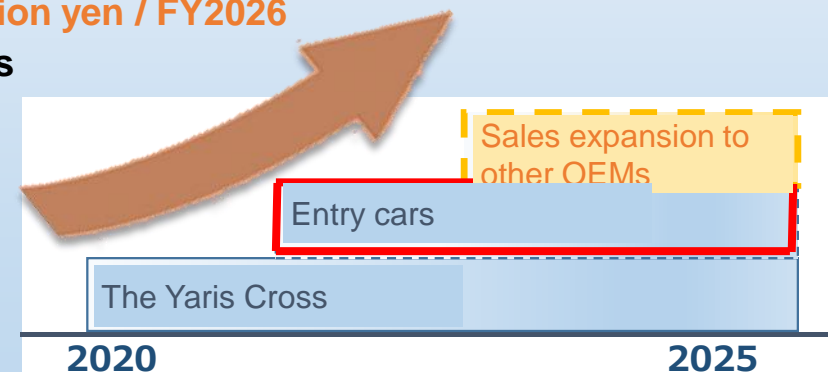 ion yen / FY2026
s
Sales expansion to
other OEMs
Entry cars
The Yaris Cross
2020
2025